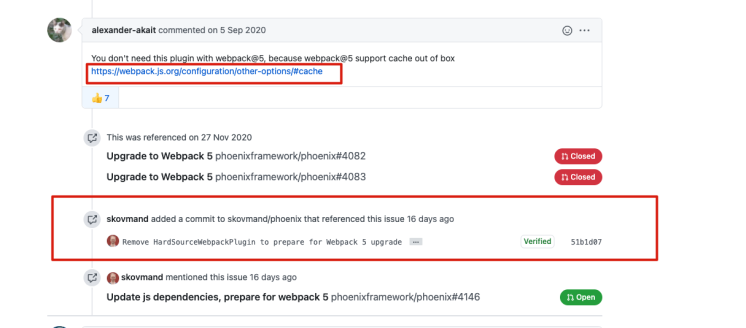 alexander-akait commented on 5 Sep 2020
You don't need this plugin with webpack@5, because webpack@5 support cache out of box
https://webpack.js.org/configuration/other-options/#cache
👍 7
This was referenced on 27 Nov 2020
Upgrade to Webpack 5 phoenixframework/phoenix#4082 Closed
Upgrade to Webpack 5 phoenixframework/phoenix#4083 Closed
skovmand added a commit to skovmand/phoenix that referenced this issue 16 days ago
Remove HardSourceWebpackPlugin to prepare for Webpack 5 upgrade ... Verified 51b1d07
skovmand mentioned this issue 16 days ago
Update js dependencies, prepare for webpack 5 phoenixframework/phoenix#4146 Open